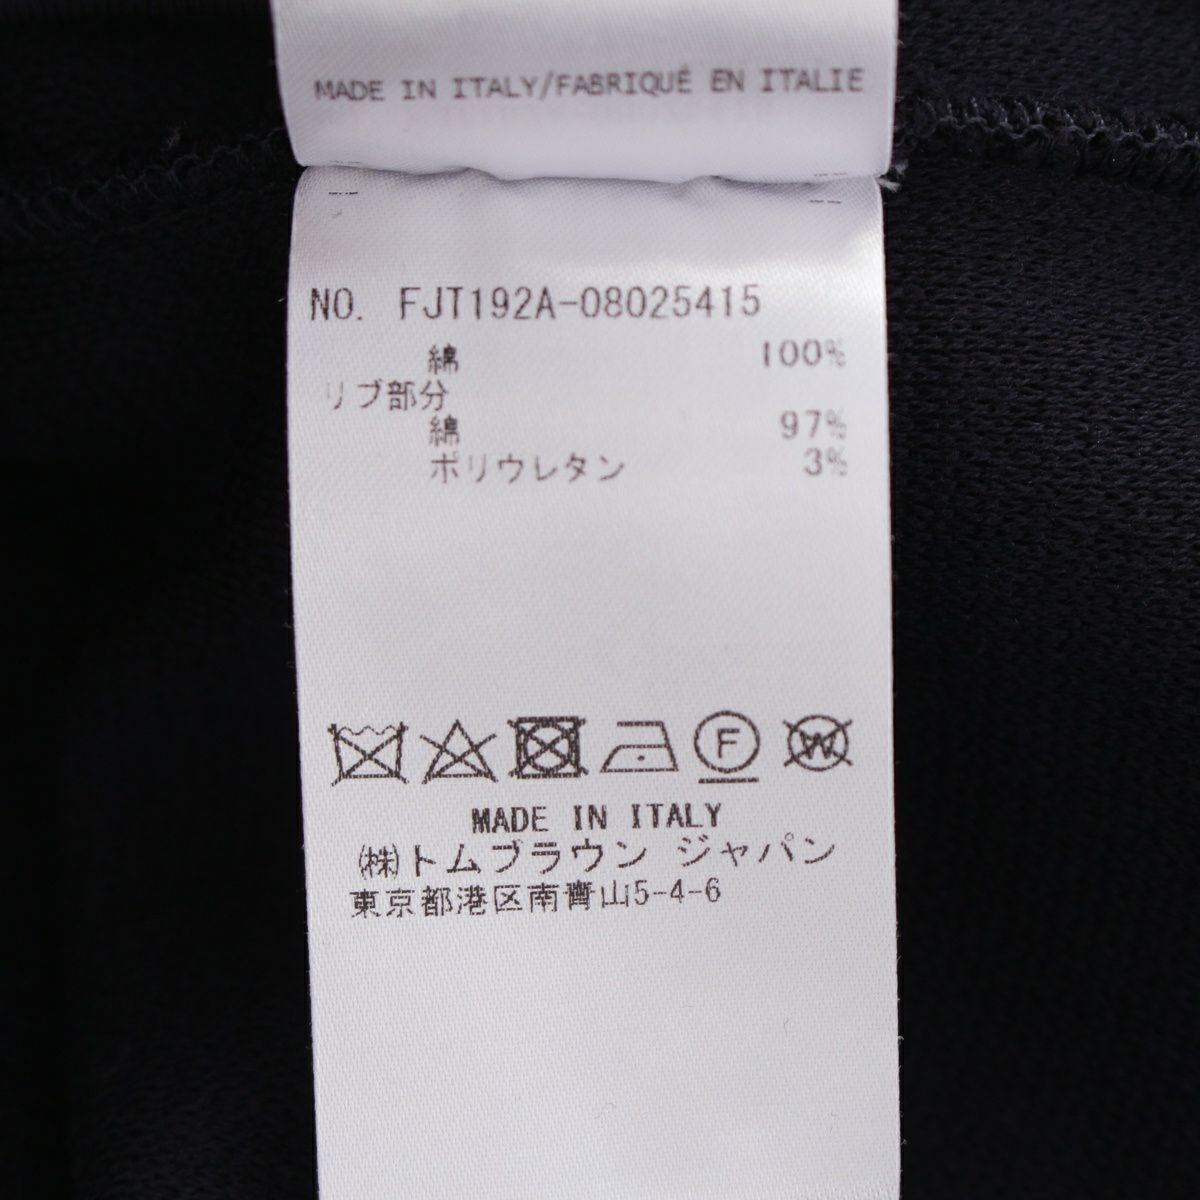 MADE IN ITALY/FABRIQUÉ EN ITALIE
NO. FJT192A-08025415
綿 100%
リブ部分
綿 97%
ポリウレタン 3%
F W
MADE IN ITALY
㈱トムブラウン ジャパン
東京都港区南青山5-4-6